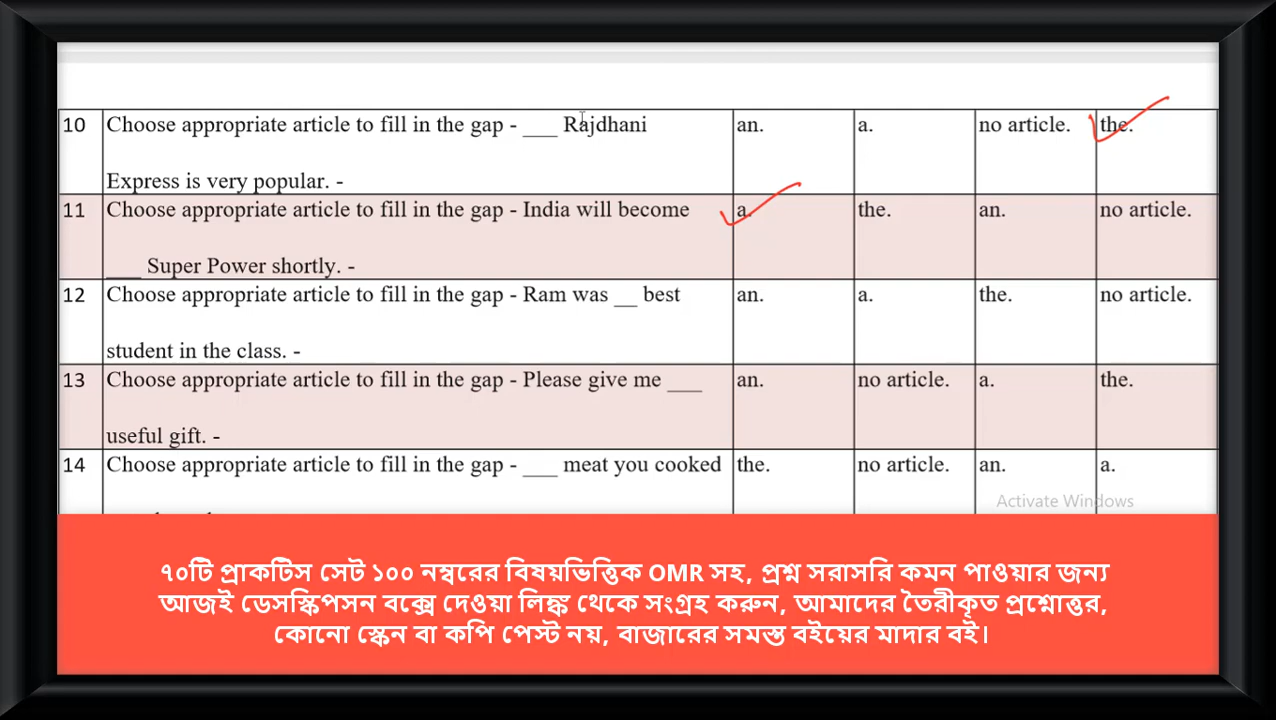 10 Choose appropriate article to fill in the gap - ___ Rajdhani an. a. no article. the.
Express is very popular. -
11 Choose appropriate article to fill in the gap - India will become a. the. an. no article.
___ Super Power shortly. -
12 Choose appropriate article to fill in the gap - Ram was __ best an. a. the. no article.
student in the class. -
13 Choose appropriate article to fill in the gap - Please give me ___ an. no article. a. the.
useful gift. -
14 Choose appropriate article to fill in the gap - ___ meat you cooked the. no article. an. a.
Activate Windows
৭০টি প্রাকটিস সেট ১০০ নম্বরের বিষয়ভিত্তিক OMR সহ, প্রশ্ন সরাসরি কমন পাওয়ার জন্য
আজই ডেসস্কিপসন বক্সে দেওয়া লিঙ্ক থেকে সংগ্রহ করুন, আমাদের তৈরীকৃত প্রশ্নোত্তর,
কোনো স্কেন বা কপি পেস্ট নয়, বাজারের সমস্ত বইয়ের মাদার বই।